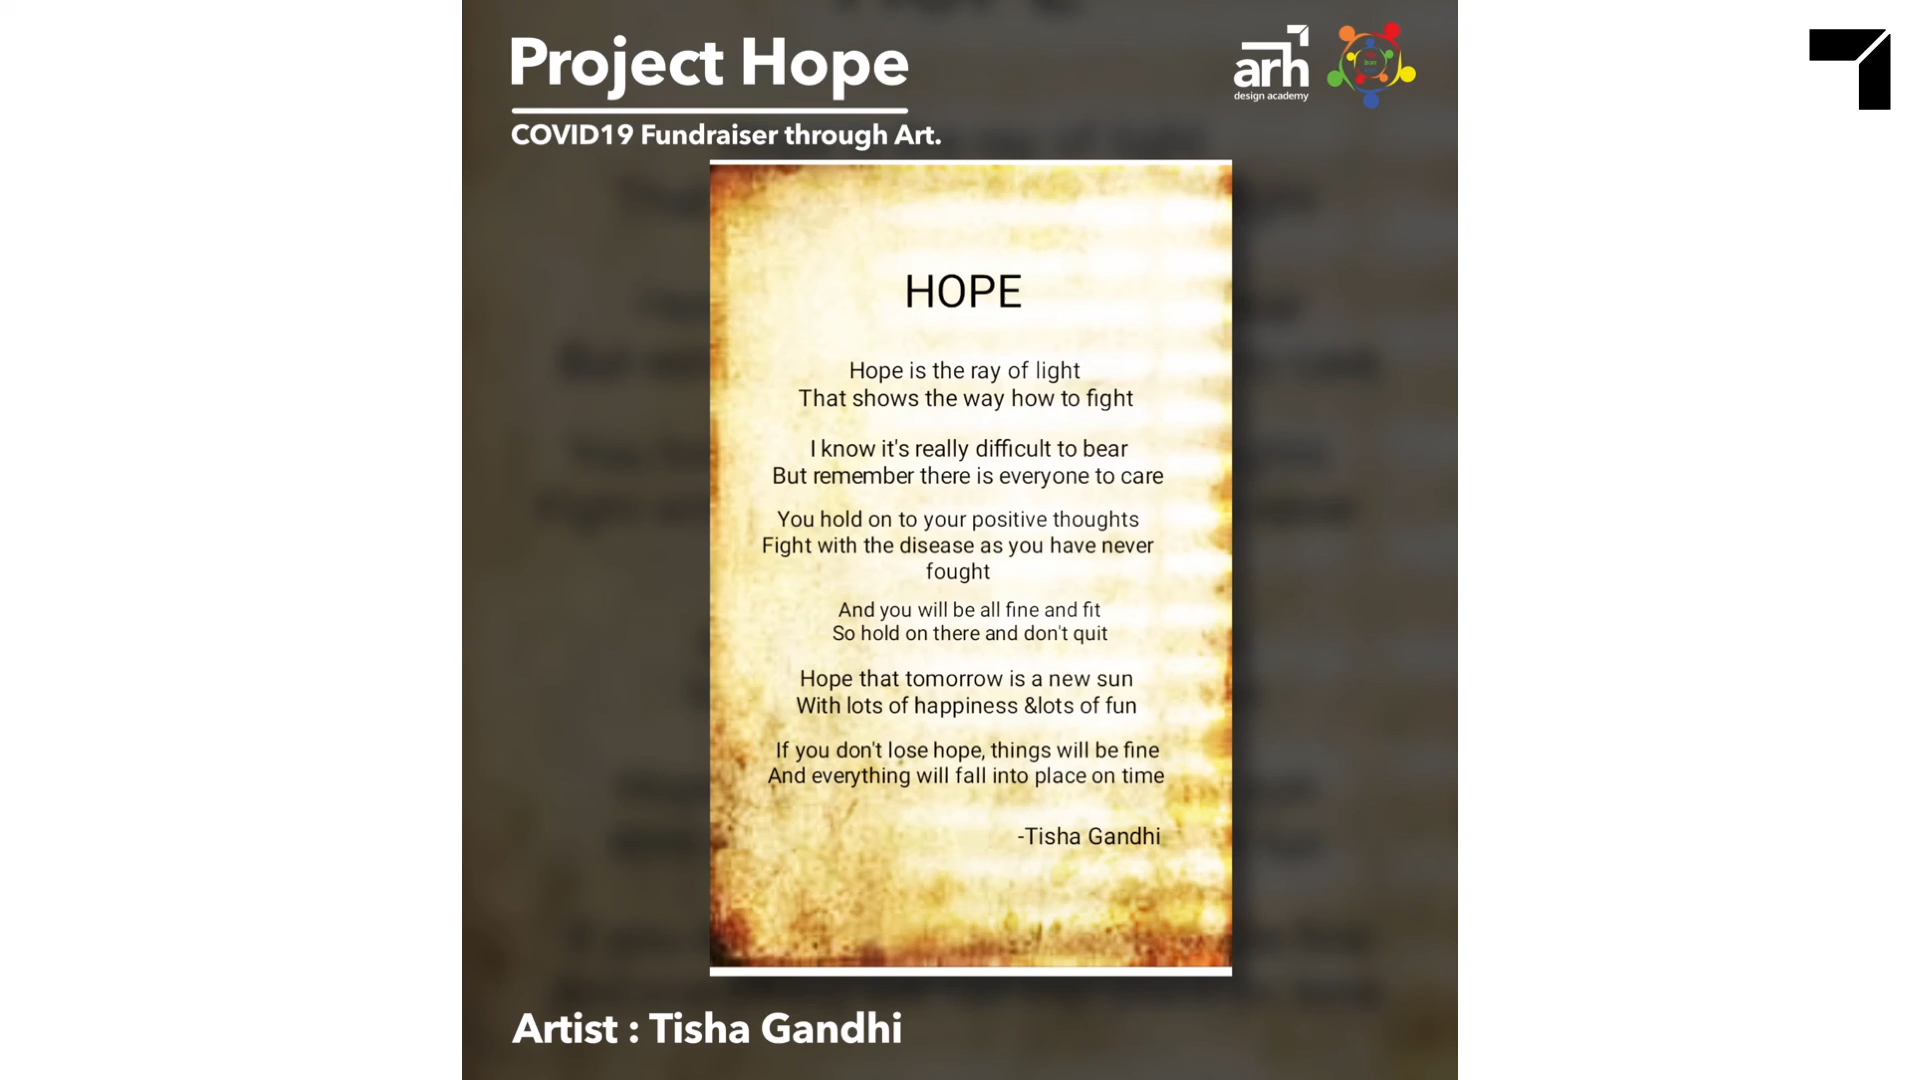 Project Hope
arh
design academy
COVID19 Fundraiser through Art.
HOPE
Hope is the ray of light
That shows the way how to fight
I know it's really difficult to bear
But remember there is everyone to care
You hold on to your positive thoughts
Fight with the disease as you have never
fought
And you will be all fine and fit
So hold on there and don't quit
Hope that tomorrow is a new sun
With lots of happiness &lots of fun
If you don't lose hope, things will be fine
And everything will fall into place on time
-Tisha Gandhi
Artist : Tisha Gandhi